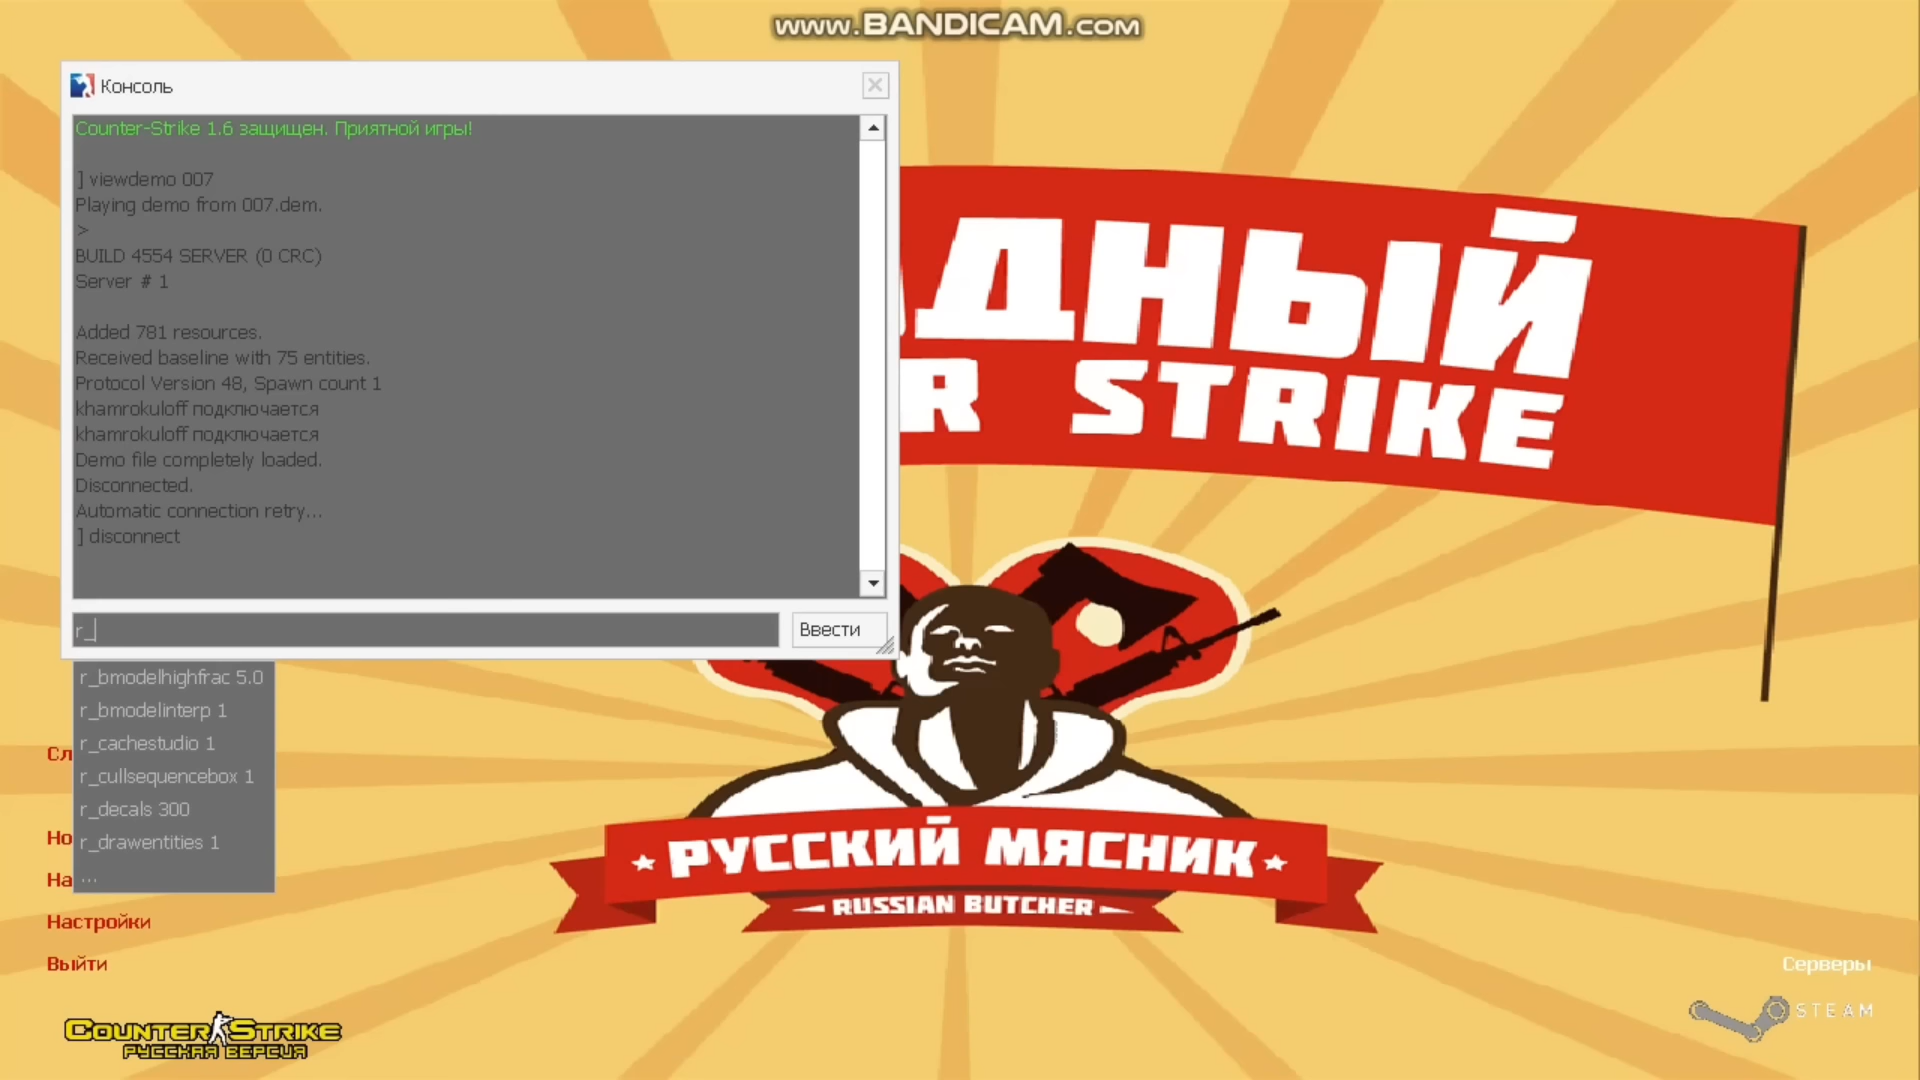 www.BANDICAM.com
Консоль
Counter-Strike 1.6 защищен. Приятной игры!
] viewdemo 007
Playing demo from 007.dem.
>
BUILD 4554 SERVER (0 CRC)
Server # 1
Added 781 resources.
Received baseline with 75 entities.
Protocol Version 48, Spawn count 1
khamrokuloff подключается
khamrokuloff подключается
Demo file completely loaded.
Disconnected.
Automatic connection retry...
] disconnect
r_
Ввести
r_bmodelhighfrac 5.0
r_bmodelinterp 1
r_cachestudio 1
r_cullsequencebox 1
r_decals 300
r_drawentities 1
...
Сл
Но
На
Настройки
Выйти
ДНЫЙ
R STRIKE
РУССКИЙ МЯСНИК
RUSSIAN BUTCHER
Серверы
STEAM
COUNTER STRIKE
РУССКАЯ ВЕРСИЯ